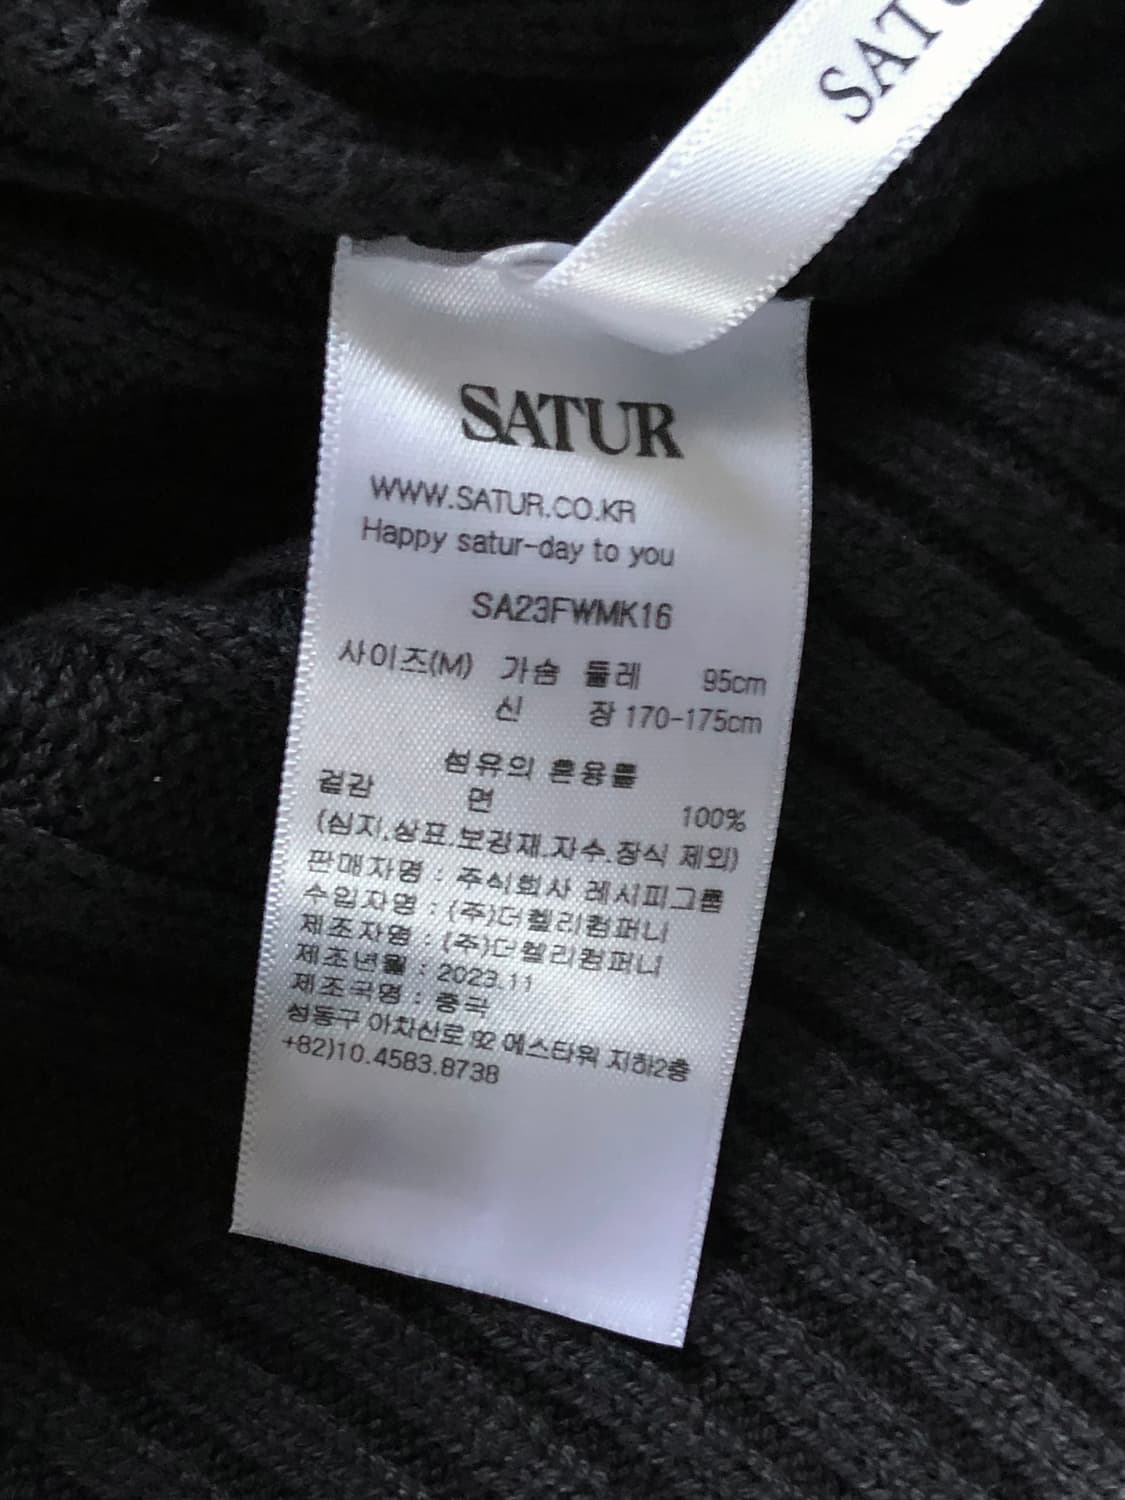 SATU
SATUR
WWW.SATUR.CO.KR
Happy satur-day to you
SA23FWMK16
사이즈(M) 가슴 둘레 95cm
신 장 170-175cm
섬유의 혼용률
겉감 면 100%
(심지,상표,보강재,자수,장식 제외)
판매자명 : 주식회사 레시피그룹
수입자명 : (주)더켈리컴퍼니
제조자명 : (주)더켈리컴퍼니
제조년월 : 2023.11
제조국명 : 중국
성동구 아차산로 92 에스타워 지하2층
+82)10.4583.8738